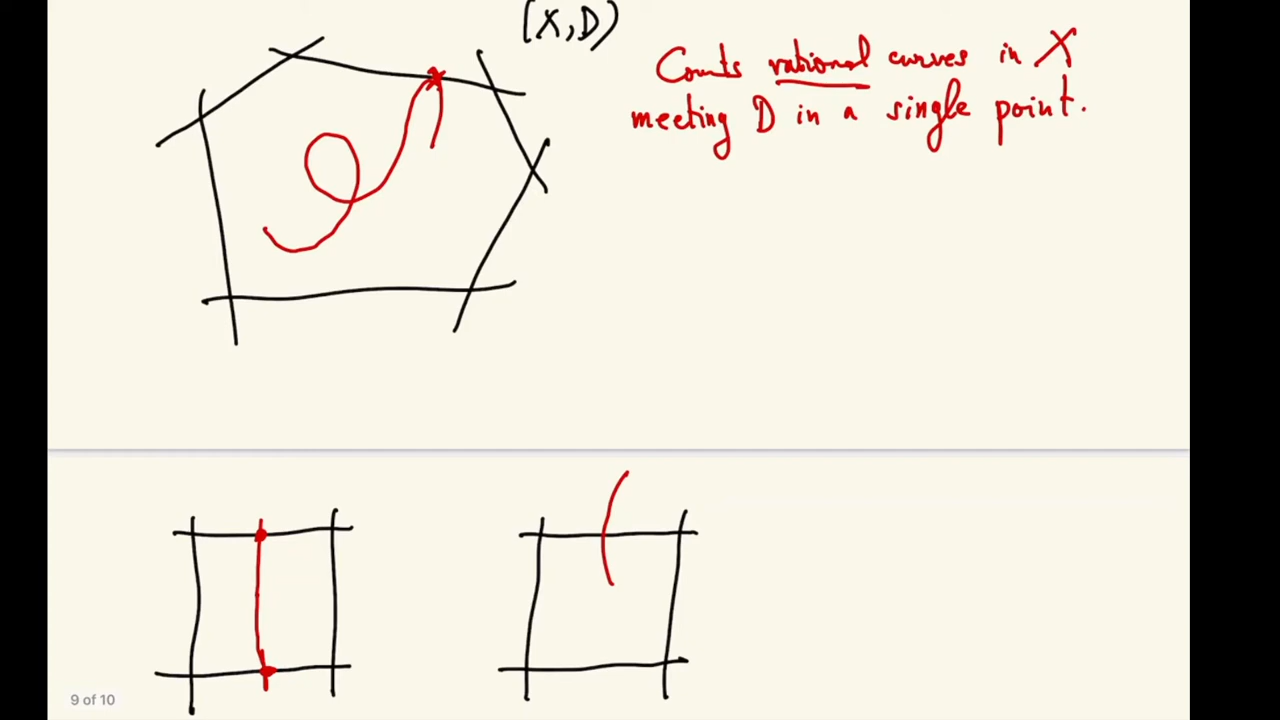 (X,D)
Counts rational curves in X
meeting D in a single point.
9 of 10